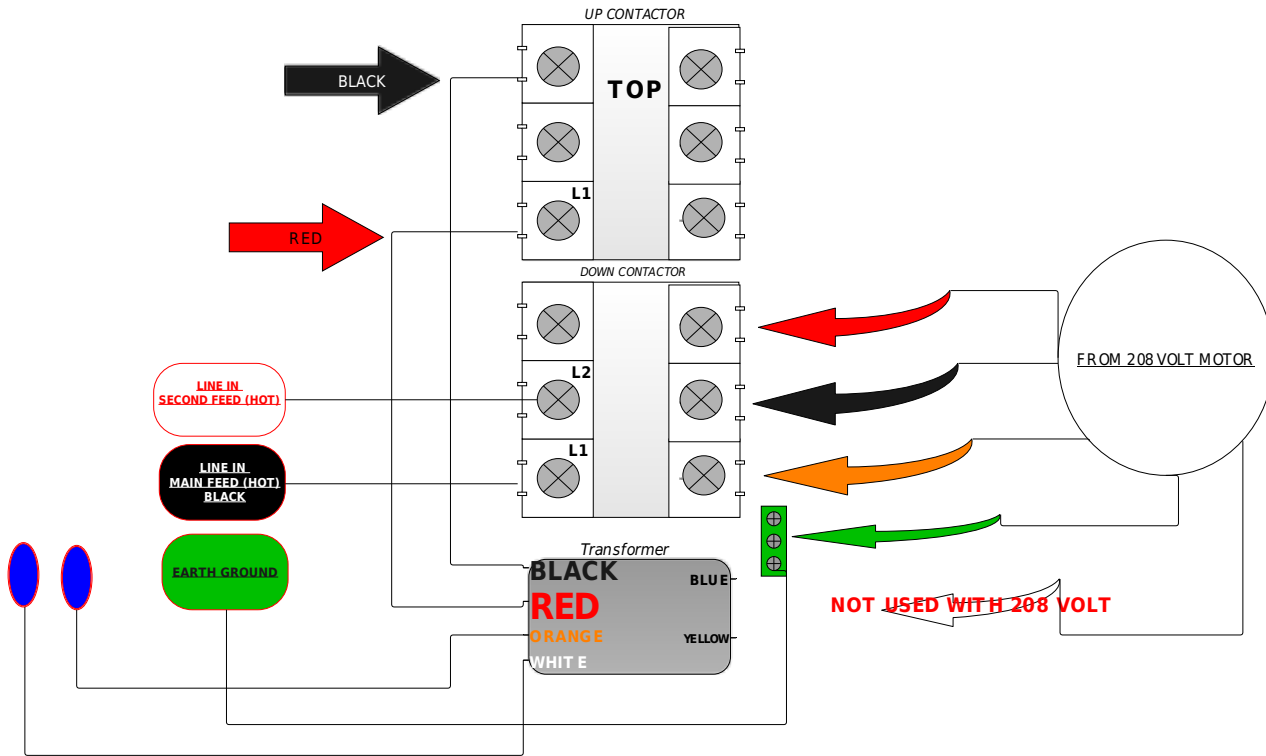 UP CONTACTOR
BLACK
TOP
L1
RED
DOWN CONTACTOR
L2
LINE IN
SECOND FEED (HOT)
L1
LINE IN
MAIN FEED (HOT)
BLACK
FROM 208 VOLT MOTOR
EARTH GROUND
Transformer
BLACK
BLUE
RED
NOT USED WITH 208 VOLT
ORANGE
YELLOW
WHITE